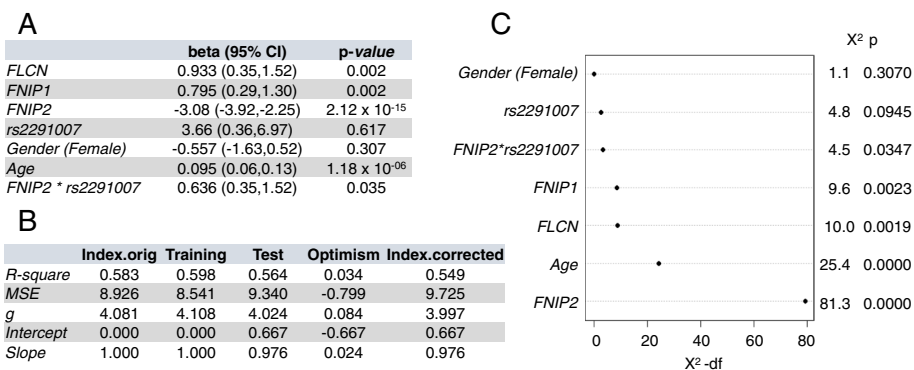 A
beta (95% CI) p-value
FLCN 0.933 (0.35,1.52) 0.002
FNIP1 0.795 (0.29,1.30) 0.002
FNIP2 -3.08 (-3.92,-2.25) 2.12 x 10-15
rs2291007 3.66 (0.36,6.97) 0.617
Gender (Female) -0.557 (-1.63,0.52) 0.307
Age 0.095 (0.06,0.13) 1.18 x 10-06
FNIP2 * rs2291007 0.636 (0.35,1.52) 0.035
B
Index.orig Training Test Optimism Index.corrected
R-square 0.583 0.598 0.564 0.034 0.549
MSE 8.926 8.541 9.340 -0.799 9.725
g 4.081 4.108 4.024 0.084 3.997
Intercept 0.000 0.000 0.667 -0.667 0.667
Slope 1.000 1.000 0.976 0.024 0.976
C
X² p
Gender (Female) 1.1 0.3070
rs2291007 4.8 0.0945
FNIP2*rs2291007 4.5 0.0347
FNIP1 9.6 0.0023
FLCN 10.0 0.0019
Age 25.4 0.0000
FNIP2 81.3 0.0000
0 20 40 60 80
X² -df